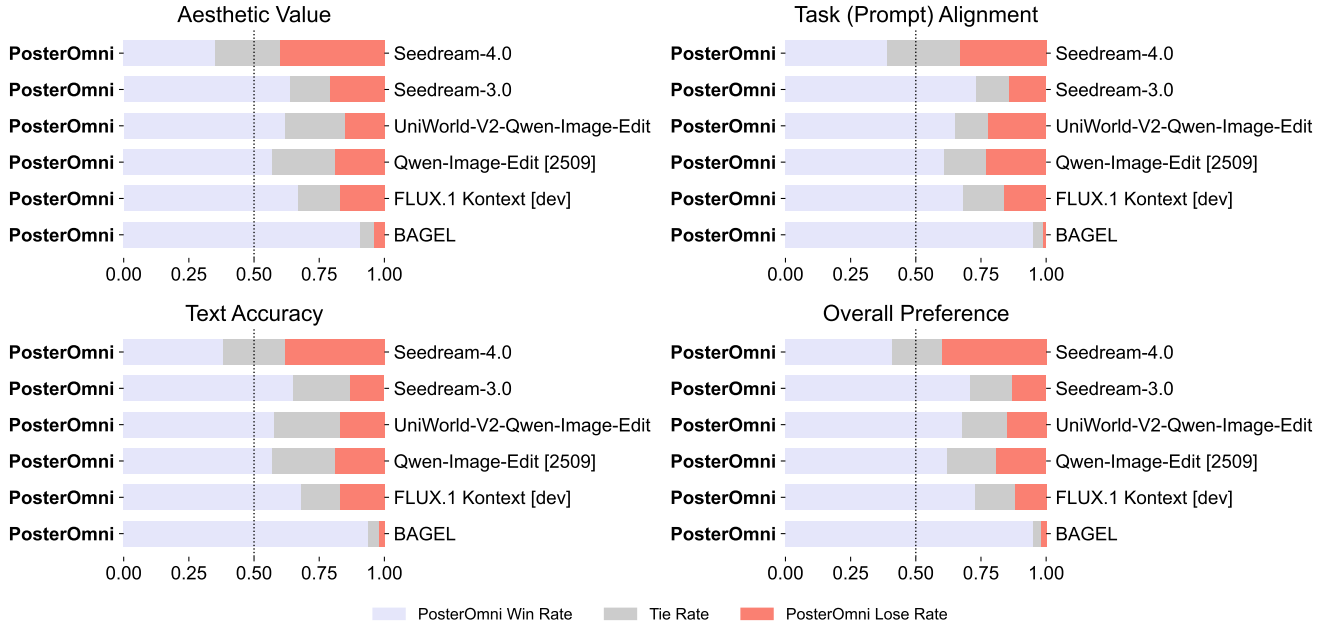 Aesthetic Value
PosterOmni Seedream-4.0
PosterOmni Seedream-3.0
PosterOmni UniWorld-V2-Qwen-Image-Edit
PosterOmni Qwen-Image-Edit [2509]
PosterOmni FLUX.1 Kontext [dev]
PosterOmni BAGEL
0.00 0.25 0.50 0.75 1.00
Task (Prompt) Alignment
PosterOmni Seedream-4.0
PosterOmni Seedream-3.0
PosterOmni UniWorld-V2-Qwen-Image-Edit
PosterOmni Qwen-Image-Edit [2509]
PosterOmni FLUX.1 Kontext [dev]
PosterOmni BAGEL
0.00 0.25 0.50 0.75 1.00
Text Accuracy
PosterOmni Seedream-4.0
PosterOmni Seedream-3.0
PosterOmni UniWorld-V2-Qwen-Image-Edit
PosterOmni Qwen-Image-Edit [2509]
PosterOmni FLUX.1 Kontext [dev]
PosterOmni BAGEL
0.00 0.25 0.50 0.75 1.00
Overall Preference
PosterOmni Seedream-4.0
PosterOmni Seedream-3.0
PosterOmni UniWorld-V2-Qwen-Image-Edit
PosterOmni Qwen-Image-Edit [2509]
PosterOmni FLUX.1 Kontext [dev]
PosterOmni BAGEL
0.00 0.25 0.50 0.75 1.00
PosterOmni Win Rate Tie Rate PosterOmni Lose Rate